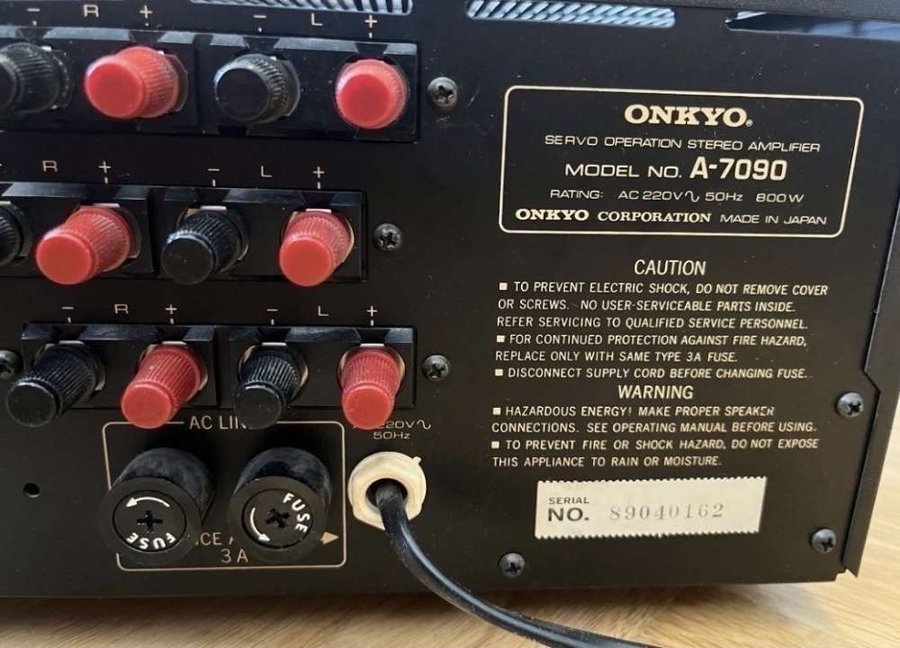 - L +
R +
ONKYO®
SERVO OPERATION STEREO AMPLIFIER
MODEL NO. A-7090
RATING: AC 220V∿ 50Hz 800W
ONKYO CORPORATION MADE IN JAPAN
R + - L +
CAUTION
■ TO PREVENT ELECTRIC SHOCK, DO NOT REMOVE COVER
OR SCREWS. NO USER-SERVICEABLE PARTS INSIDE.
REFER SERVICING TO QUALIFIED SERVICE PERSONNEL.
■ FOR CONTINUED PROTECTION AGAINST FIRE HAZARD,
REPLACE ONLY WITH SAME TYPE 3A FUSE.
■ DISCONNECT SUPPLY CORD BEFORE CHANGING FUSE.
- R + - L +
WARNING
■ HAZARDOUS ENERGY! MAKE PROPER SPEAKER
CONNECTIONS. SEE OPERATING MANUAL BEFORE USING.
■ TO PREVENT FIRE OR SHOCK HAZARD, DO NOT EXPOSE
THIS APPLIANCE TO RAIN OR MOISTURE.
AC
220V∿
50Hz
FUSE
FUSE
3A
SERIAL
NO. 89040162